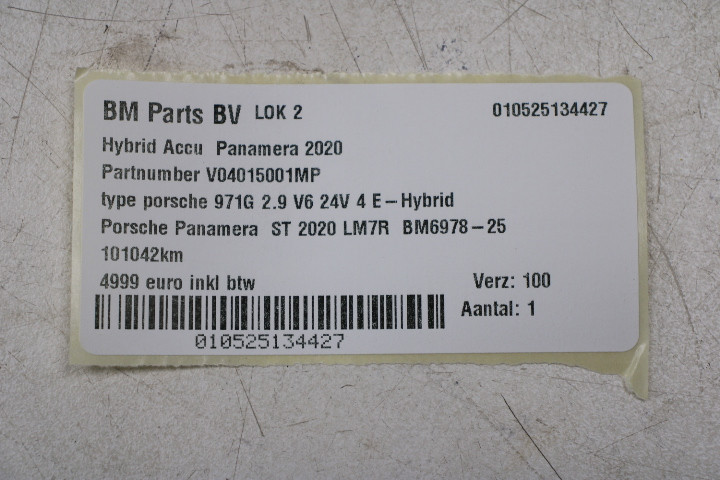 BM Parts BV LOK 2 010525134427
Hybrid Accu Panamera 2020
Partnumber V04015001MP
type porsche 971G 2.9 V6 24V 4 E-Hybrid
Porsche Panamera ST 2020 LM7R BM6978-25
101042km
4999 euro inkl btw Verz: 100
Aantal: 1
010525134427